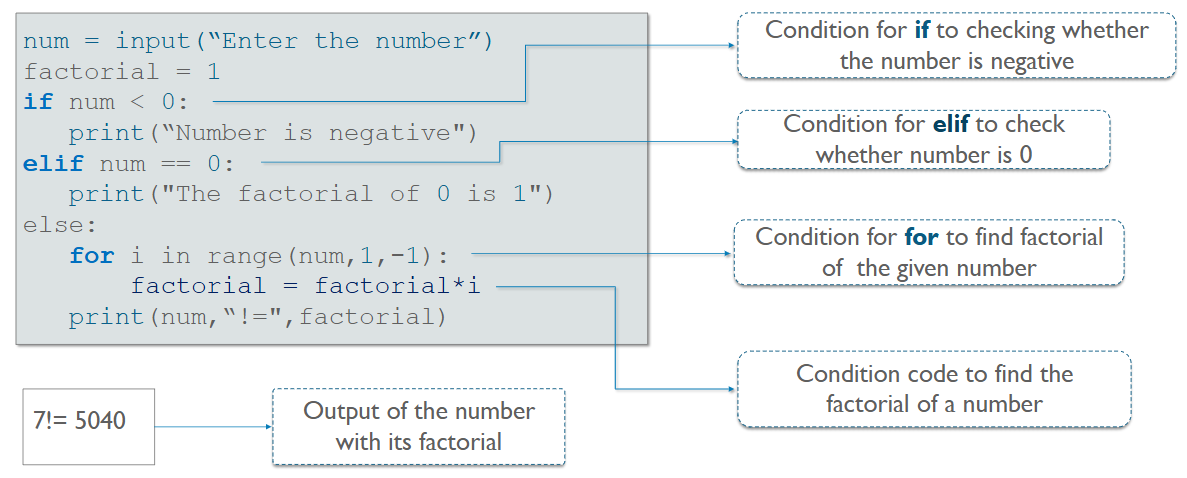 num = input(“Enter the number”)
factorial = 1
if num < 0:
print(“Number is negative")
elif num == 0:
print("The factorial of 0 is 1")
else:
for i in range(num,1,-1):
factorial = factorial*i
print(num,“!=",factorial)
Condition for if to checking whether
the number is negative
Condition for elif to check
whether number is 0
Condition for for to find factorial
of the given number
Condition code to find the
factorial of a number
7!= 5040
Output of the number
with its factorial